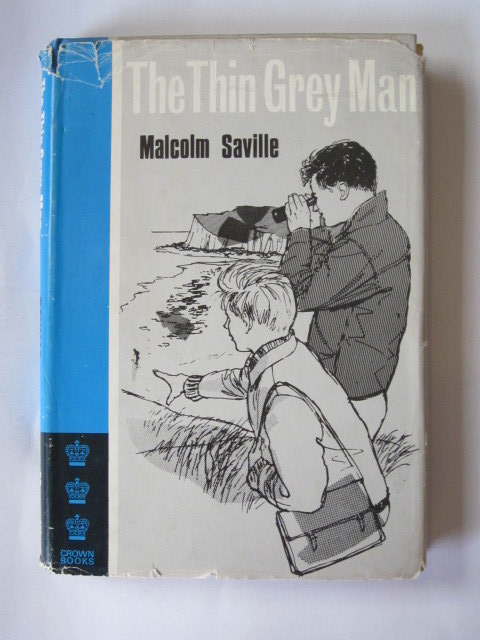 The Thin Grey Man
Malcolm Saville
CROWN
BOOKS